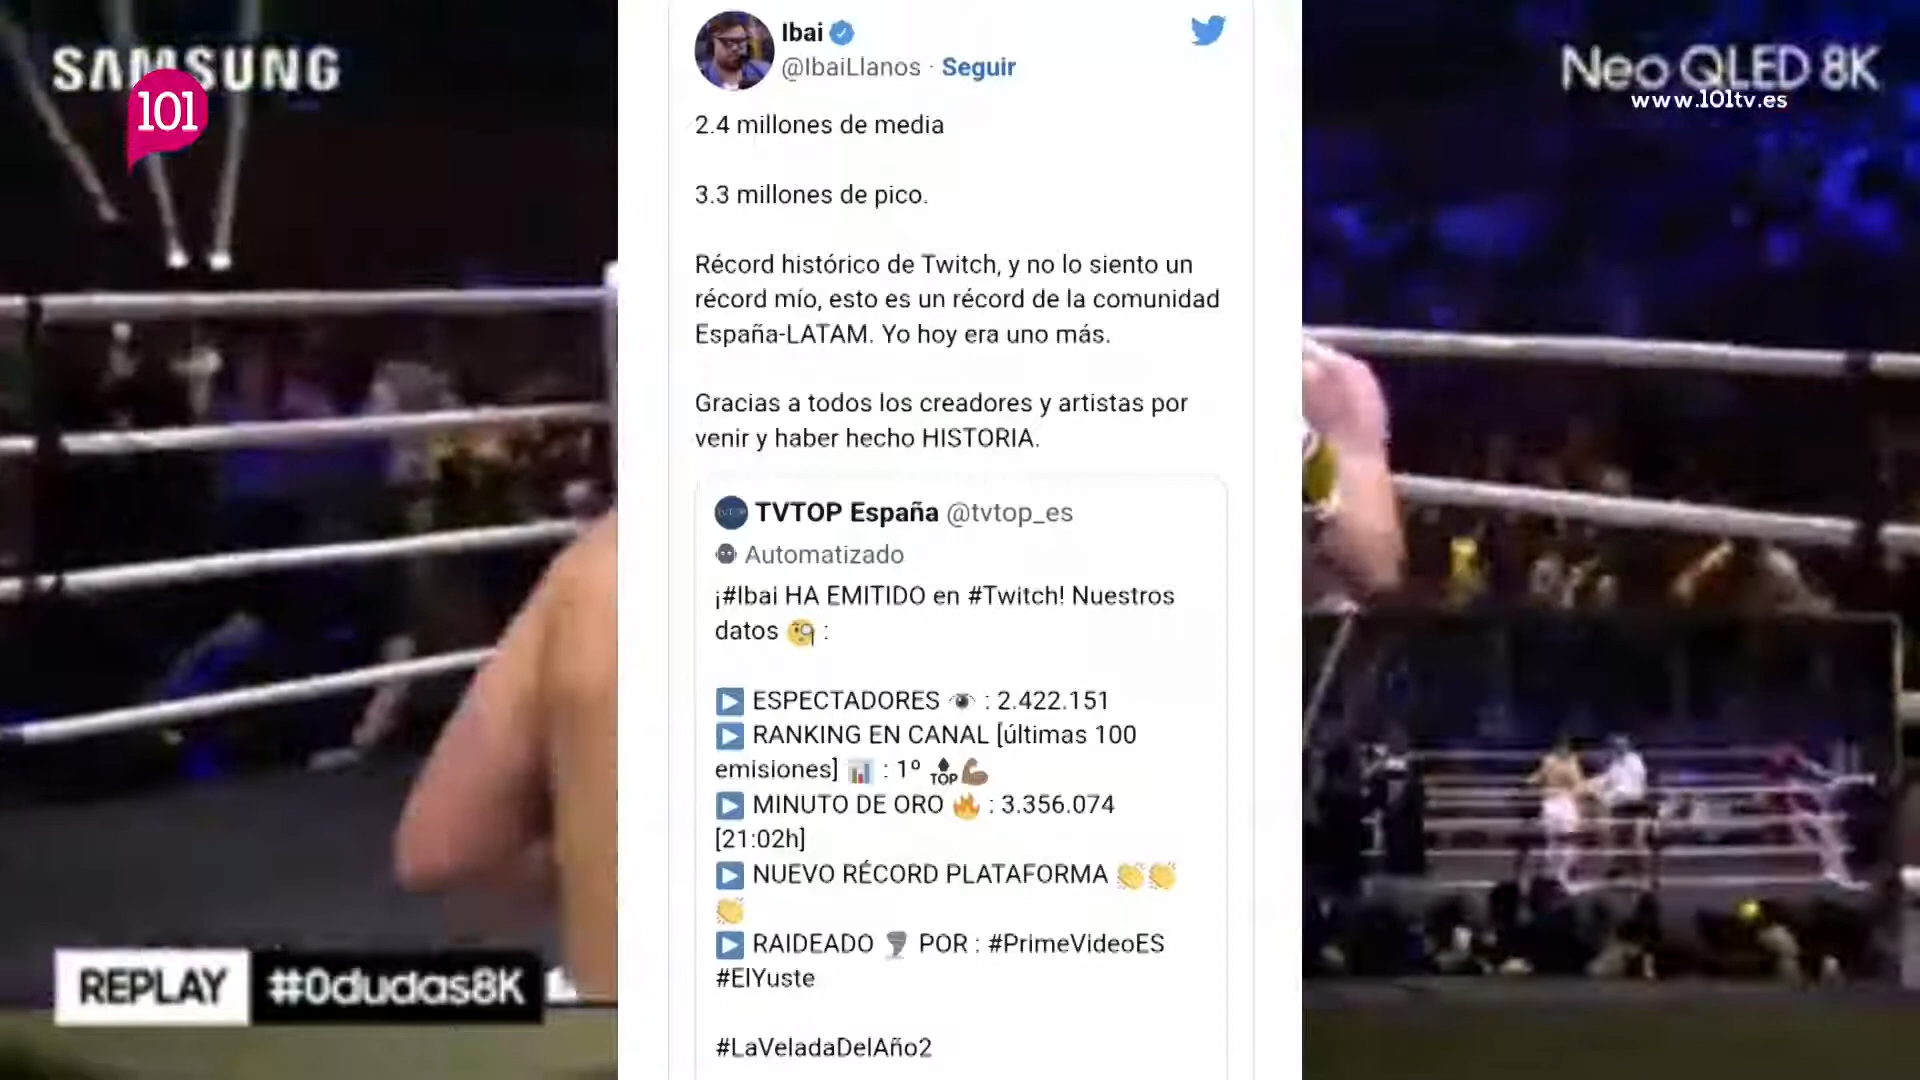 SAMSUNG
101
Neo QLED 8K
www.101tv.es
Ibai
@IbaiLlanos · Seguir
2.4 millones de media
3.3 millones de pico.
Récord histórico de Twitch, y no lo siento un
récord mío, esto es un récord de la comunidad
España-LATAM. Yo hoy era uno más.
Gracias a todos los creadores y artistas por
venir y haber hecho HISTORIA.
TVTOP España @tvtop_es
Automatizado
¡#Ibai HA EMITIDO en #Twitch! Nuestros
datos 🧐 :
▶️ ESPECTADORES 👁 : 2.422.151
▶️ RANKING EN CANAL [últimas 100
emisiones] 📊 : 1º 🔝💪🏾
▶️ MINUTO DE ORO 🔥 : 3.356.074
[21:02h]
▶️ NUEVO RÉCORD PLATAFORMA 👏👏
👏
▶️ RAIDEADO 🌪 POR : #PrimeVideoES
#ElYuste
#LaVeladaDelAño2
REPLAY #0dudas8K